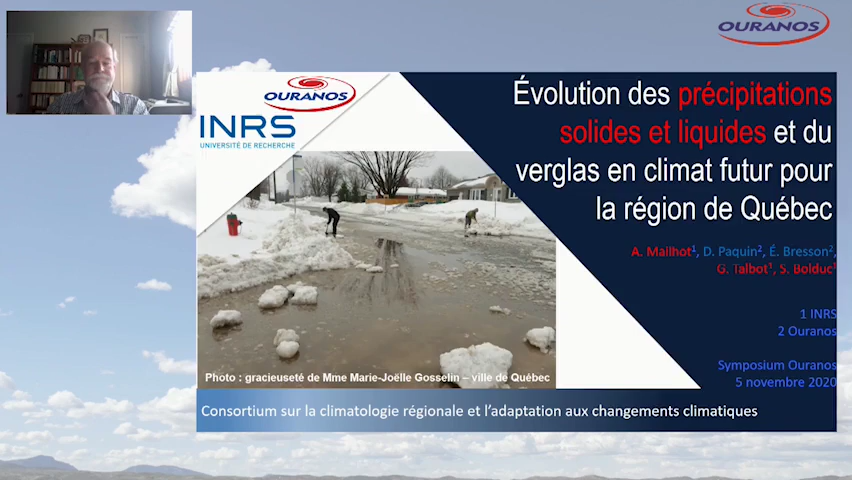 OURANOS
OURANOS
INRS
UNIVERSITÉ DE RECHERCHE
Évolution des précipitations
solides et liquides et du
verglas en climat futur pour
la région de Québec
A. Mailhot1, D. Paquin2, É. Bresson2,
G. Talbot1, S. Bolduc1
1 INRS
2 Ouranos
Symposium Ouranos
5 novembre 2020
Photo : gracieuseté de Mme Marie-Joëlle Gosselin – ville de Québec
Consortium sur la climatologie régionale et l'adaptation aux changements climatiques